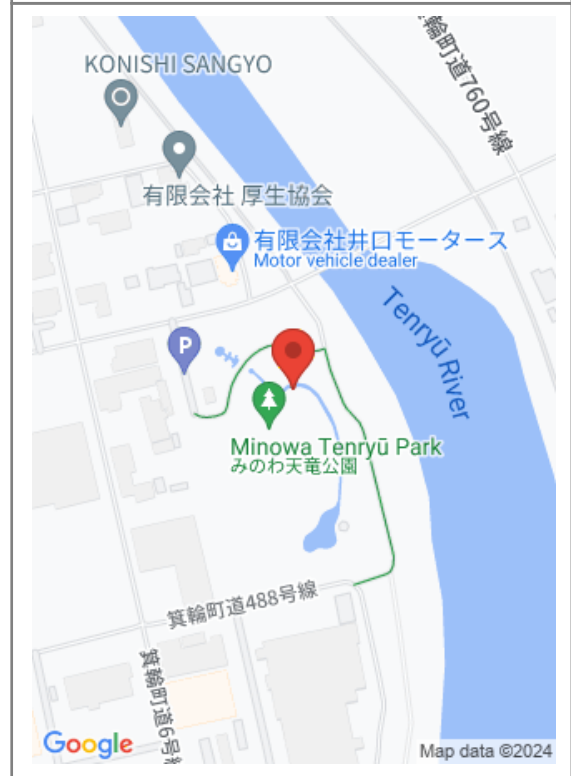 KONISHI SANGYO
輪町道760号線
有限会社 厚生協会
有限会社井口モータース
Motor vehicle dealer
Tenryū River
P
Minowa Tenryū Park
みのわ天竜公園
箕輪町道488号線
箕輪町道6号
Google
Map data ©2024